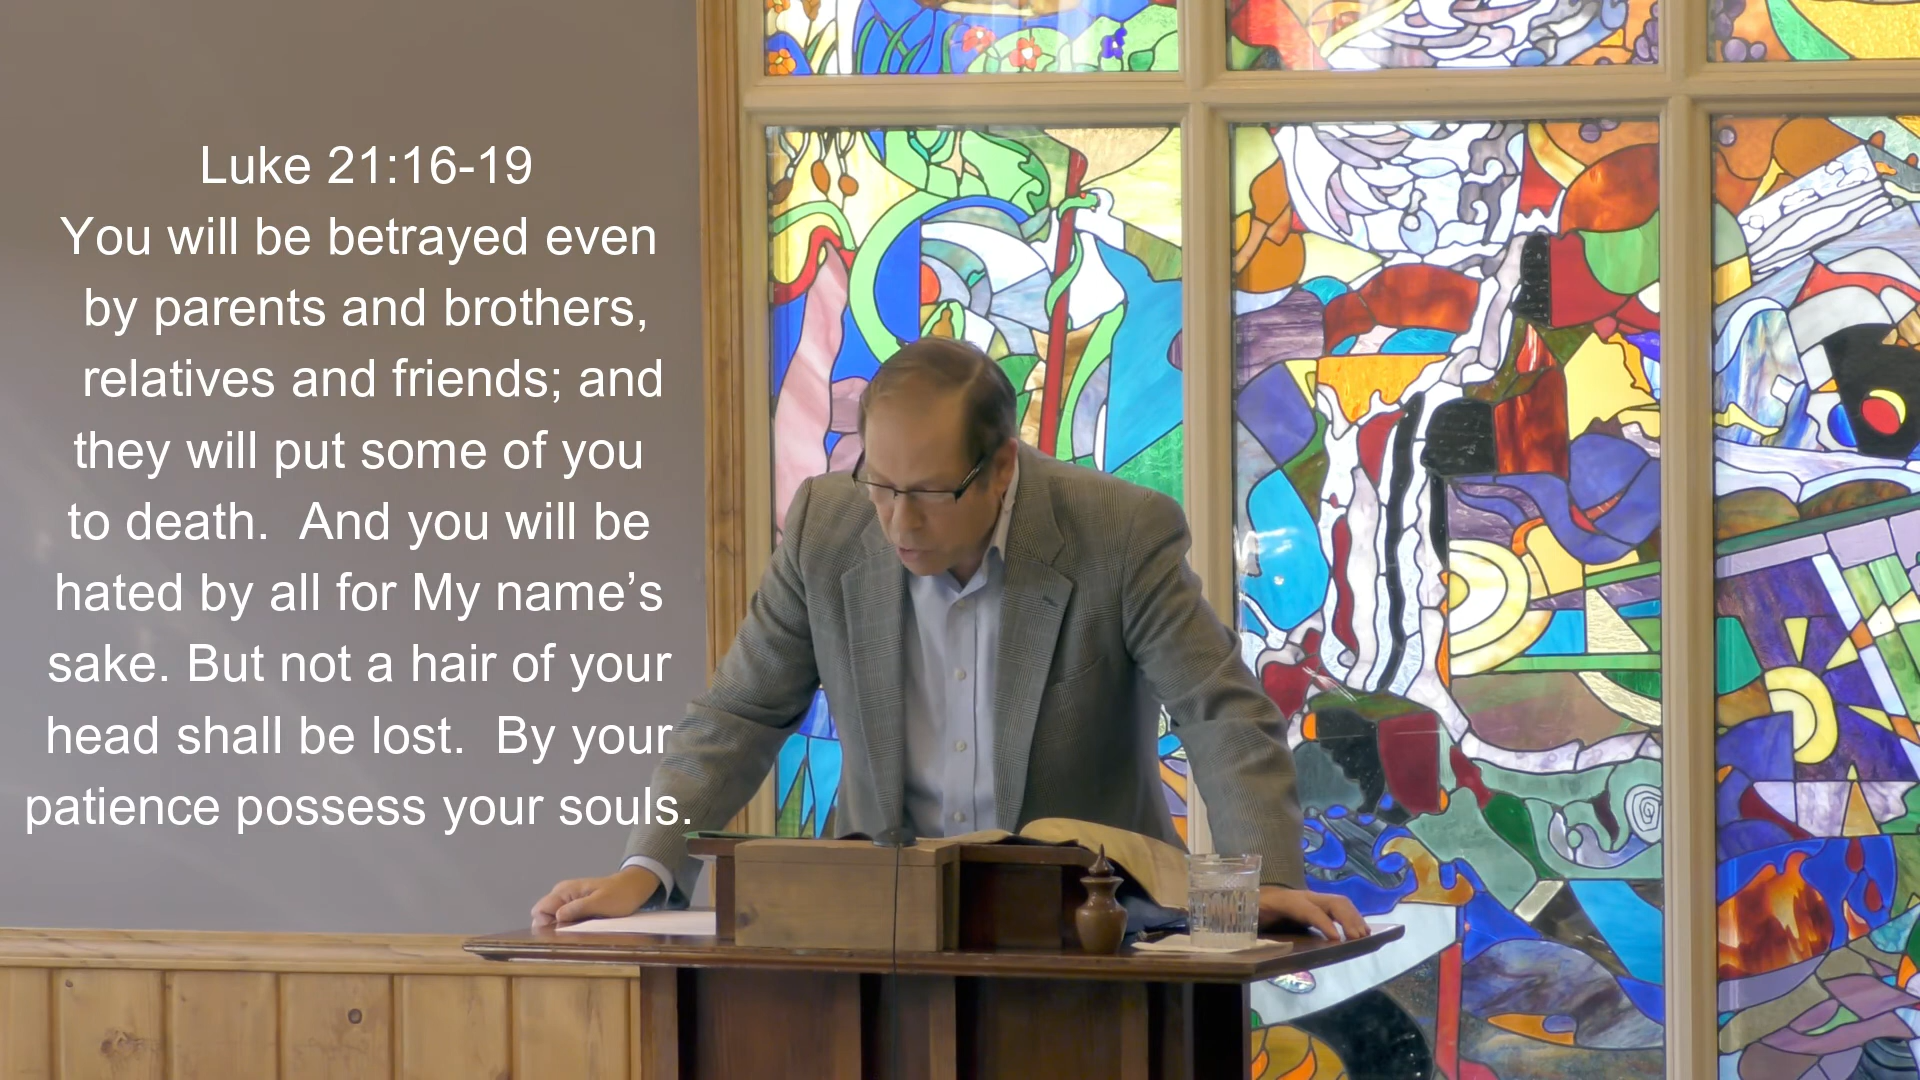 Luke 21:16-19
You will be betrayed even
by parents and brothers,
relatives and friends; and
they will put some of you
to death.  And you will be
hated by all for My name’s
sake. But not a hair of your
head shall be lost.  By your
patience possess your souls.